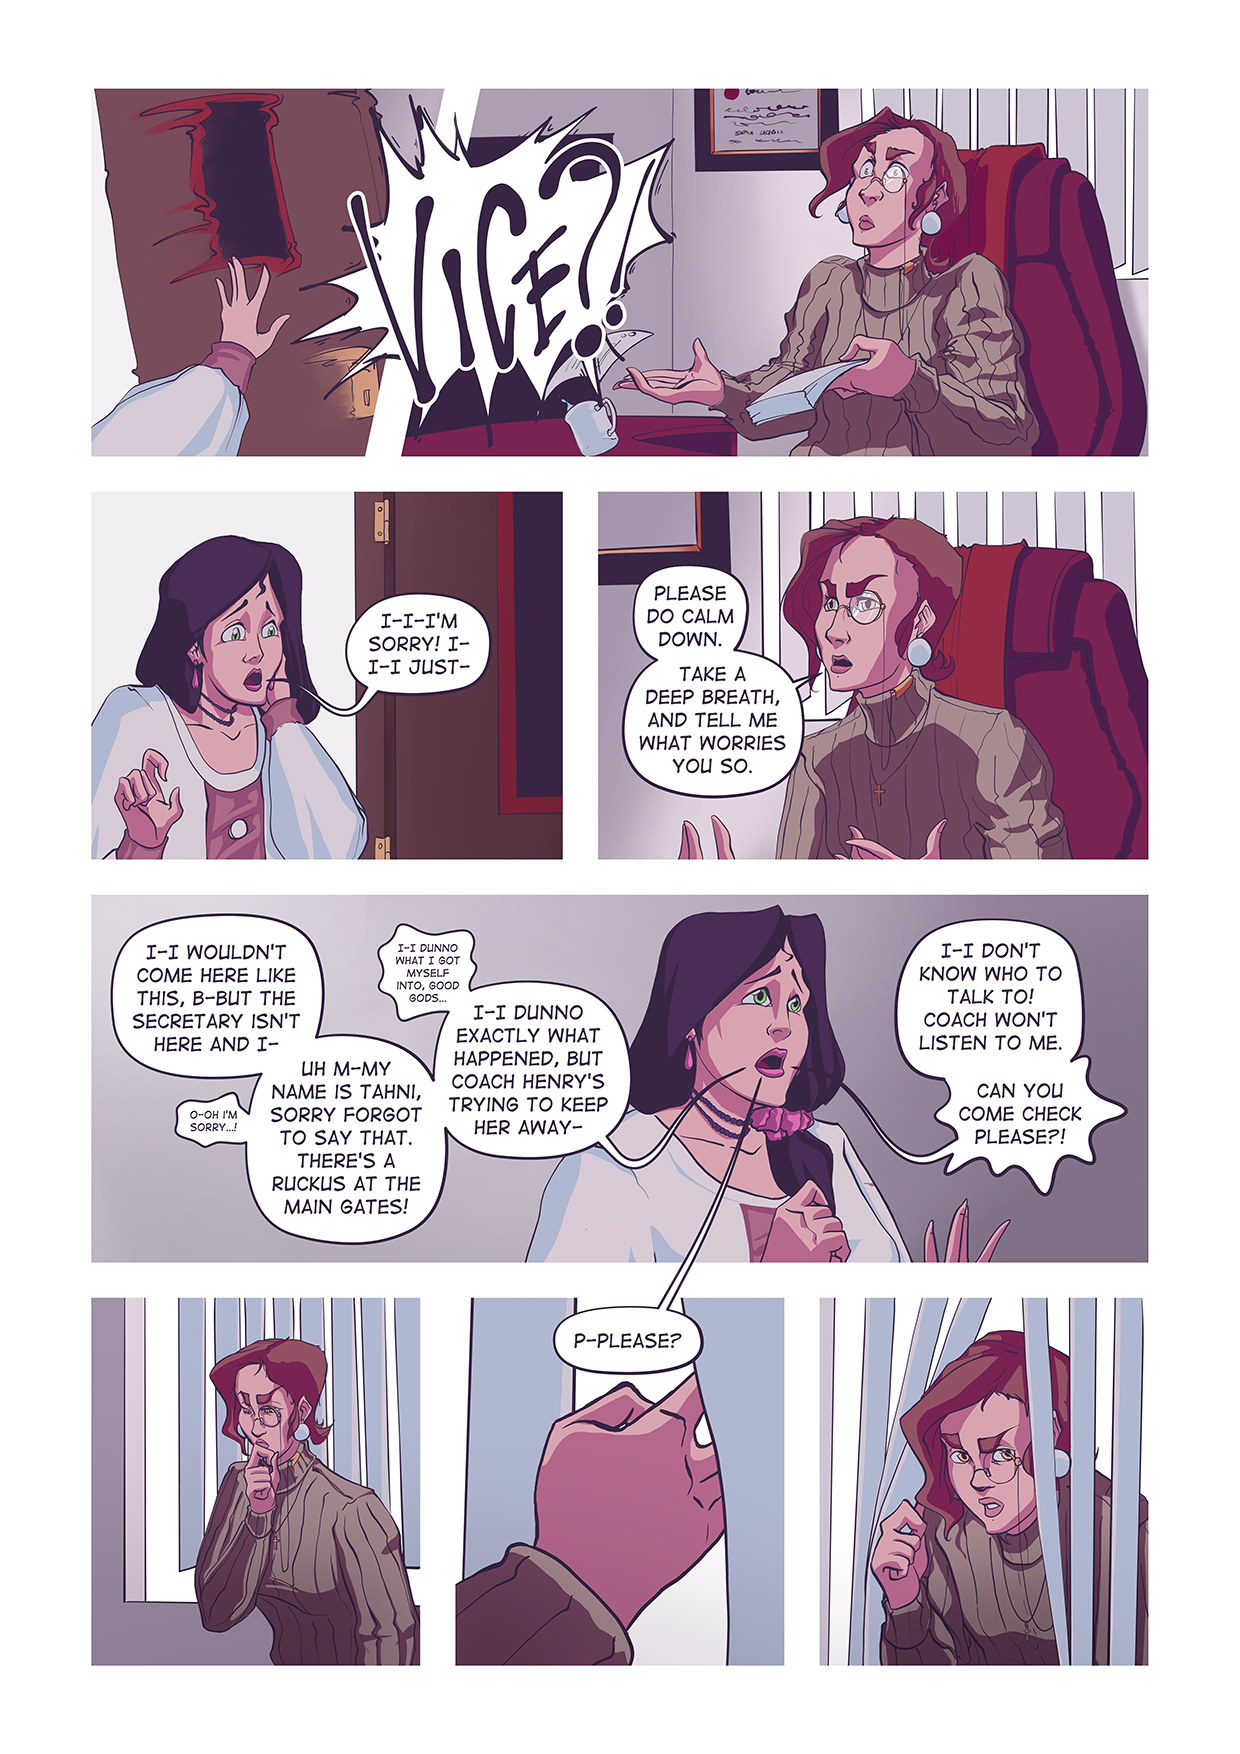 VICE?!
I-I-I'M
SORRY! I-
I-I JUST-
PLEASE
DO CALM
DOWN.
TAKE A
DEEP BREATH,
AND TELL ME
WHAT WORRIES
YOU SO.
I-I WOULDN'T
COME HERE LIKE
THIS, B-BUT THE
SECRETARY ISN'T
HERE AND I-
O-OH I'M
SORRY...!
UH M-MY
NAME IS TAHNI,
SORRY FORGOT
TO SAY THAT.
THERE'S A
RUCKUS AT THE
MAIN GATES!
I-I DUNNO
WHAT I GOT
MYSELF
INTO, GOOD
GODS...
I-I DUNNO
EXACTLY WHAT
HAPPENED, BUT
COACH HENRY'S
TRYING TO KEEP
HER AWAY-
I-I DON'T
KNOW WHO TO
TALK TO!
COACH WON'T
LISTEN TO ME.
CAN YOU
COME CHECK
PLEASE?!
P-PLEASE?